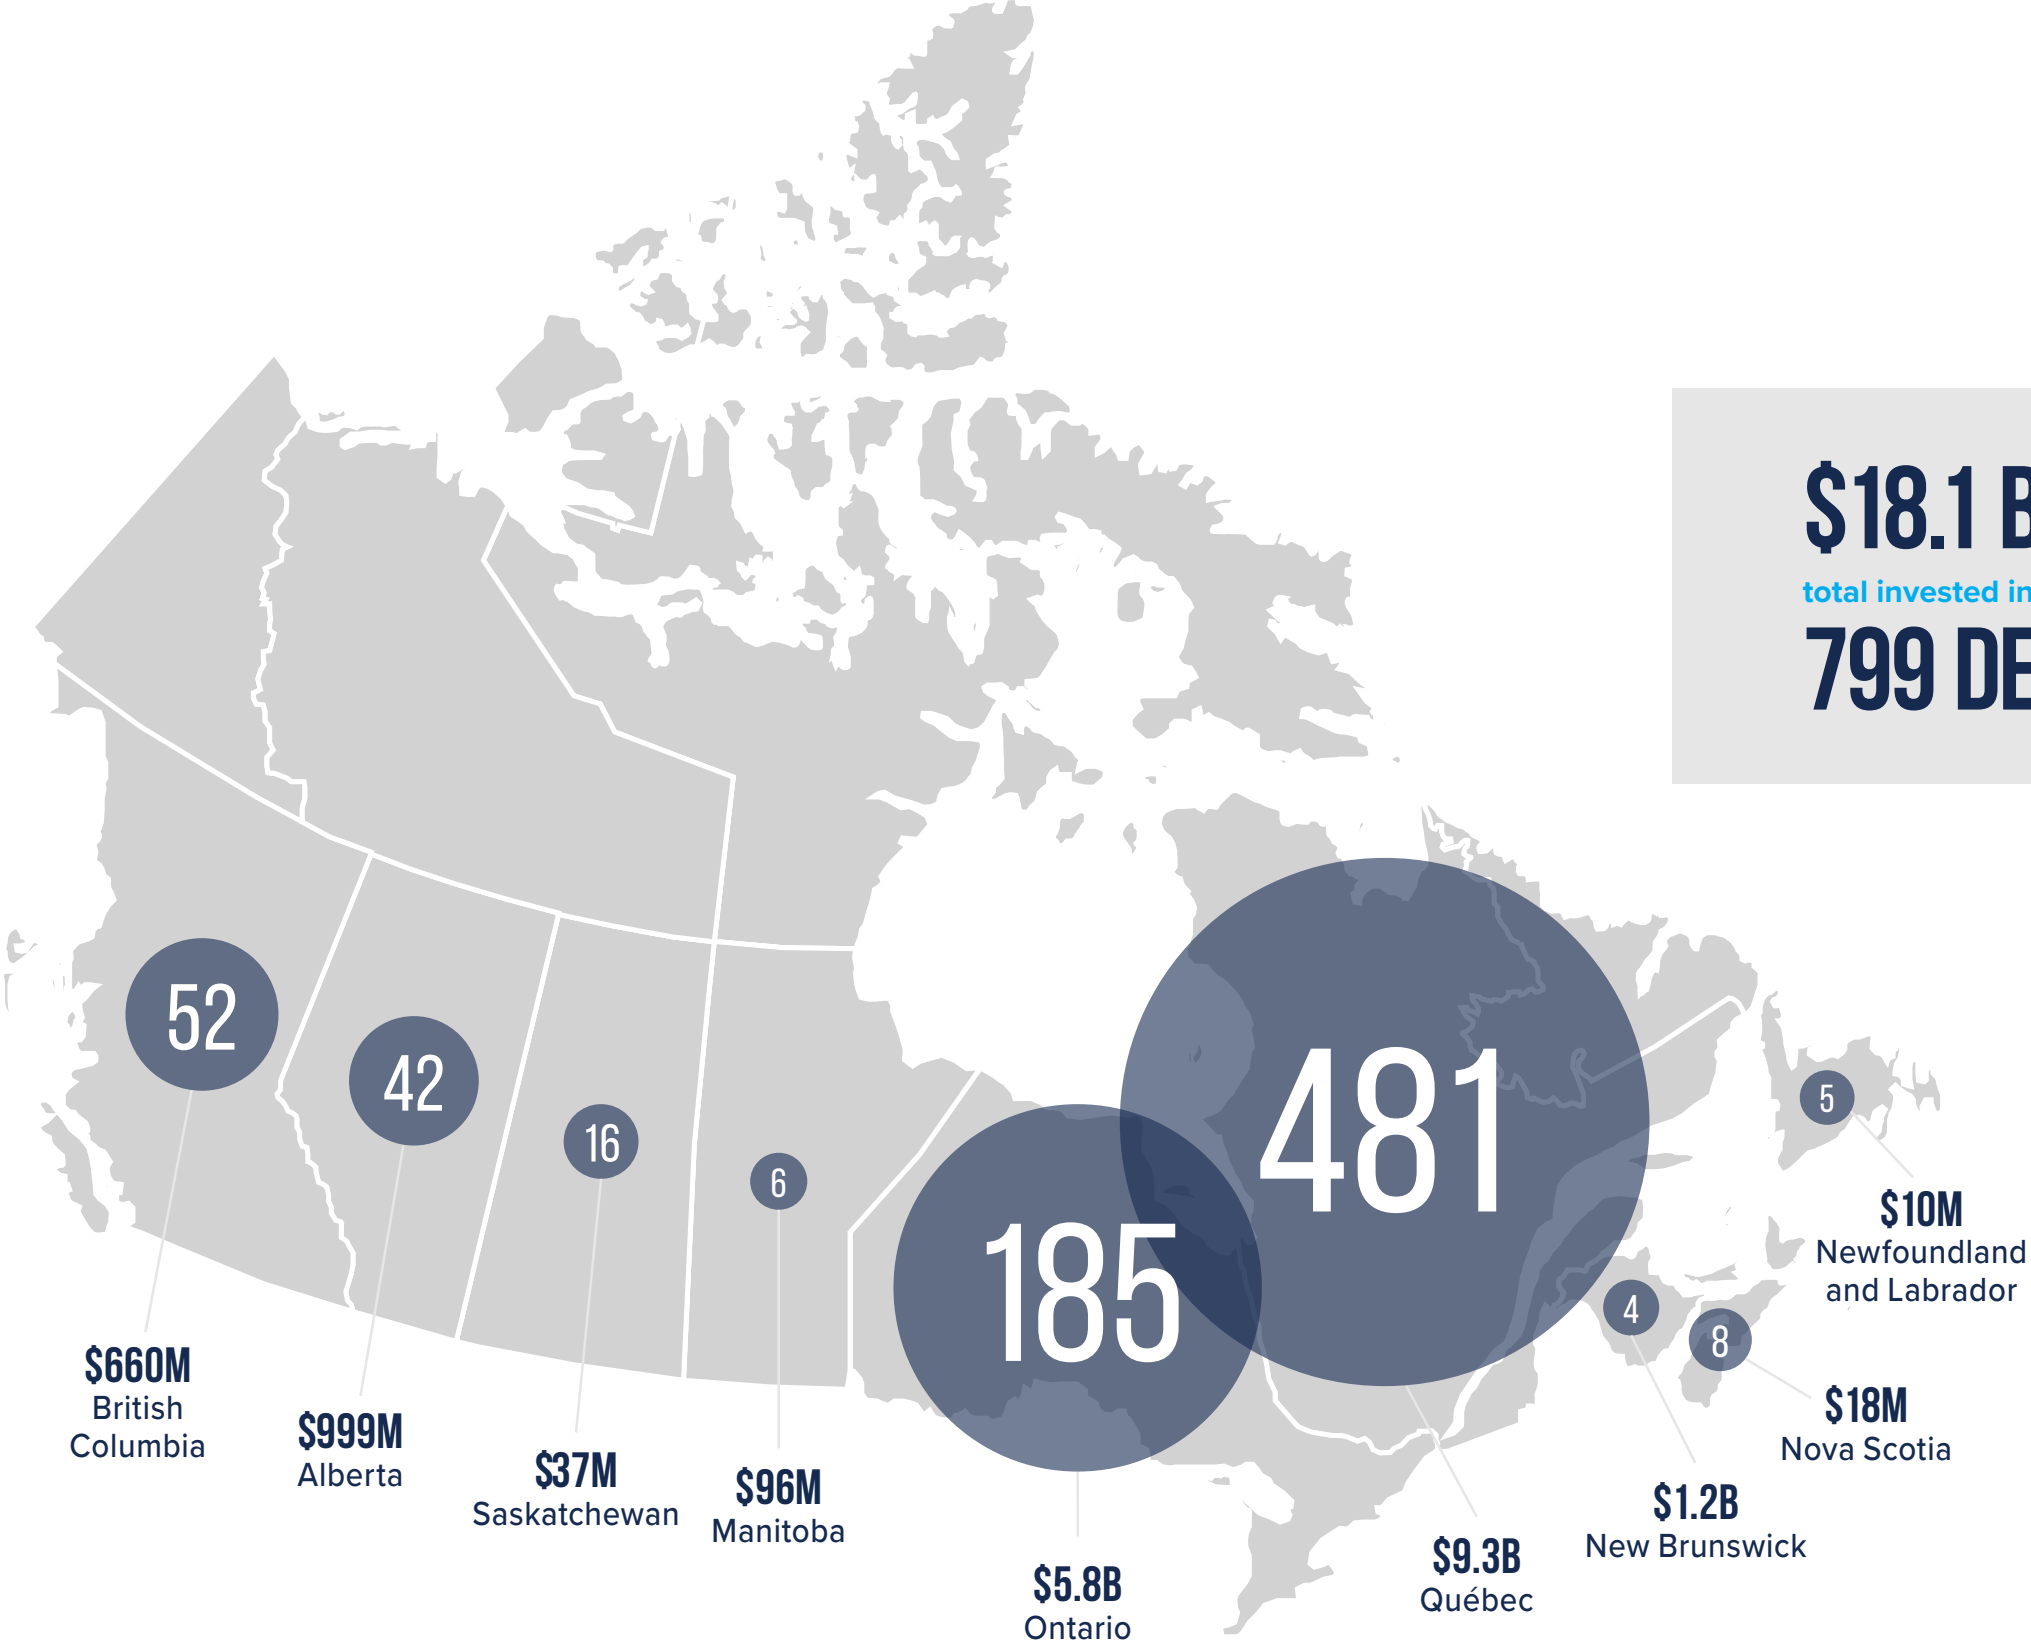 $18.1 B
total invested in
799 DE
52
42
16
6
185
481
5
4
8
$660M
British
Columbia
$999M
Alberta
$37M
Saskatchewan
$96M
Manitoba
$5.8B
Ontario
$9.3B
Québec
$1.2B
New Brunswick
$18M
Nova Scotia
$10M
Newfoundland
and Labrador